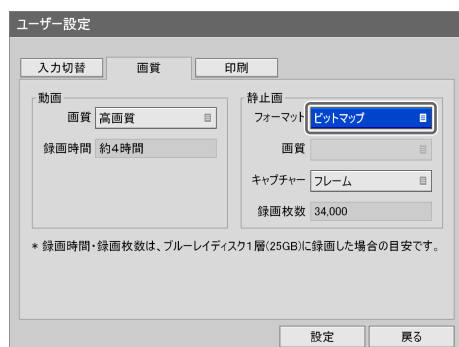 ユーザー設定
入力切替 画質 印刷
動画
画質 高画質
録画時間 約4時間
静止画
フォーマット ビットマップ
画質
キャプチャー フレーム
録画枚数 34,000
* 録画時間・録画枚数は、ブルーレイディスク1層(25GB)に録画した場合の目安です。
設定 戻る